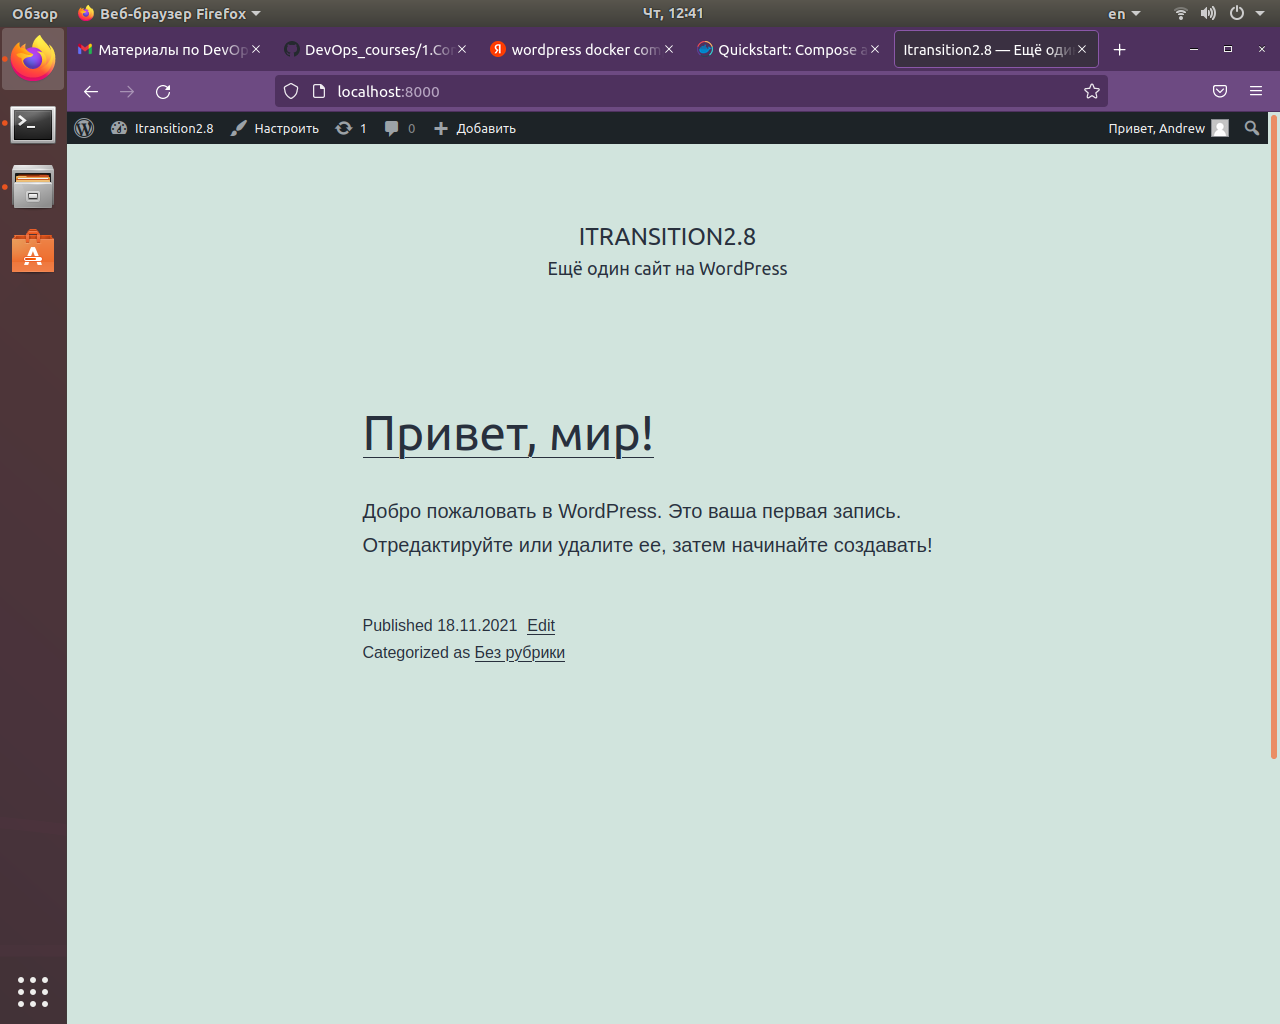 Обзор Веб-браузер Firefox Чт, 12:41 en
Материалы по DevOp DevOps_courses/1.Con wordpress docker com Quickstart: Compose a Itransition2.8 — Ещё оди
localhost:8000
Itransition2.8 Настроить 1 0 Добавить Привет, Andrew
ITRANSITION2.8
Ещё один сайт на WordPress
Привет, мир!
Добро пожаловать в WordPress. Это ваша первая запись.
Отредактируйте или удалите ее, затем начинайте создавать!
Published 18.11.2021 Edit
Categorized as Без рубрики